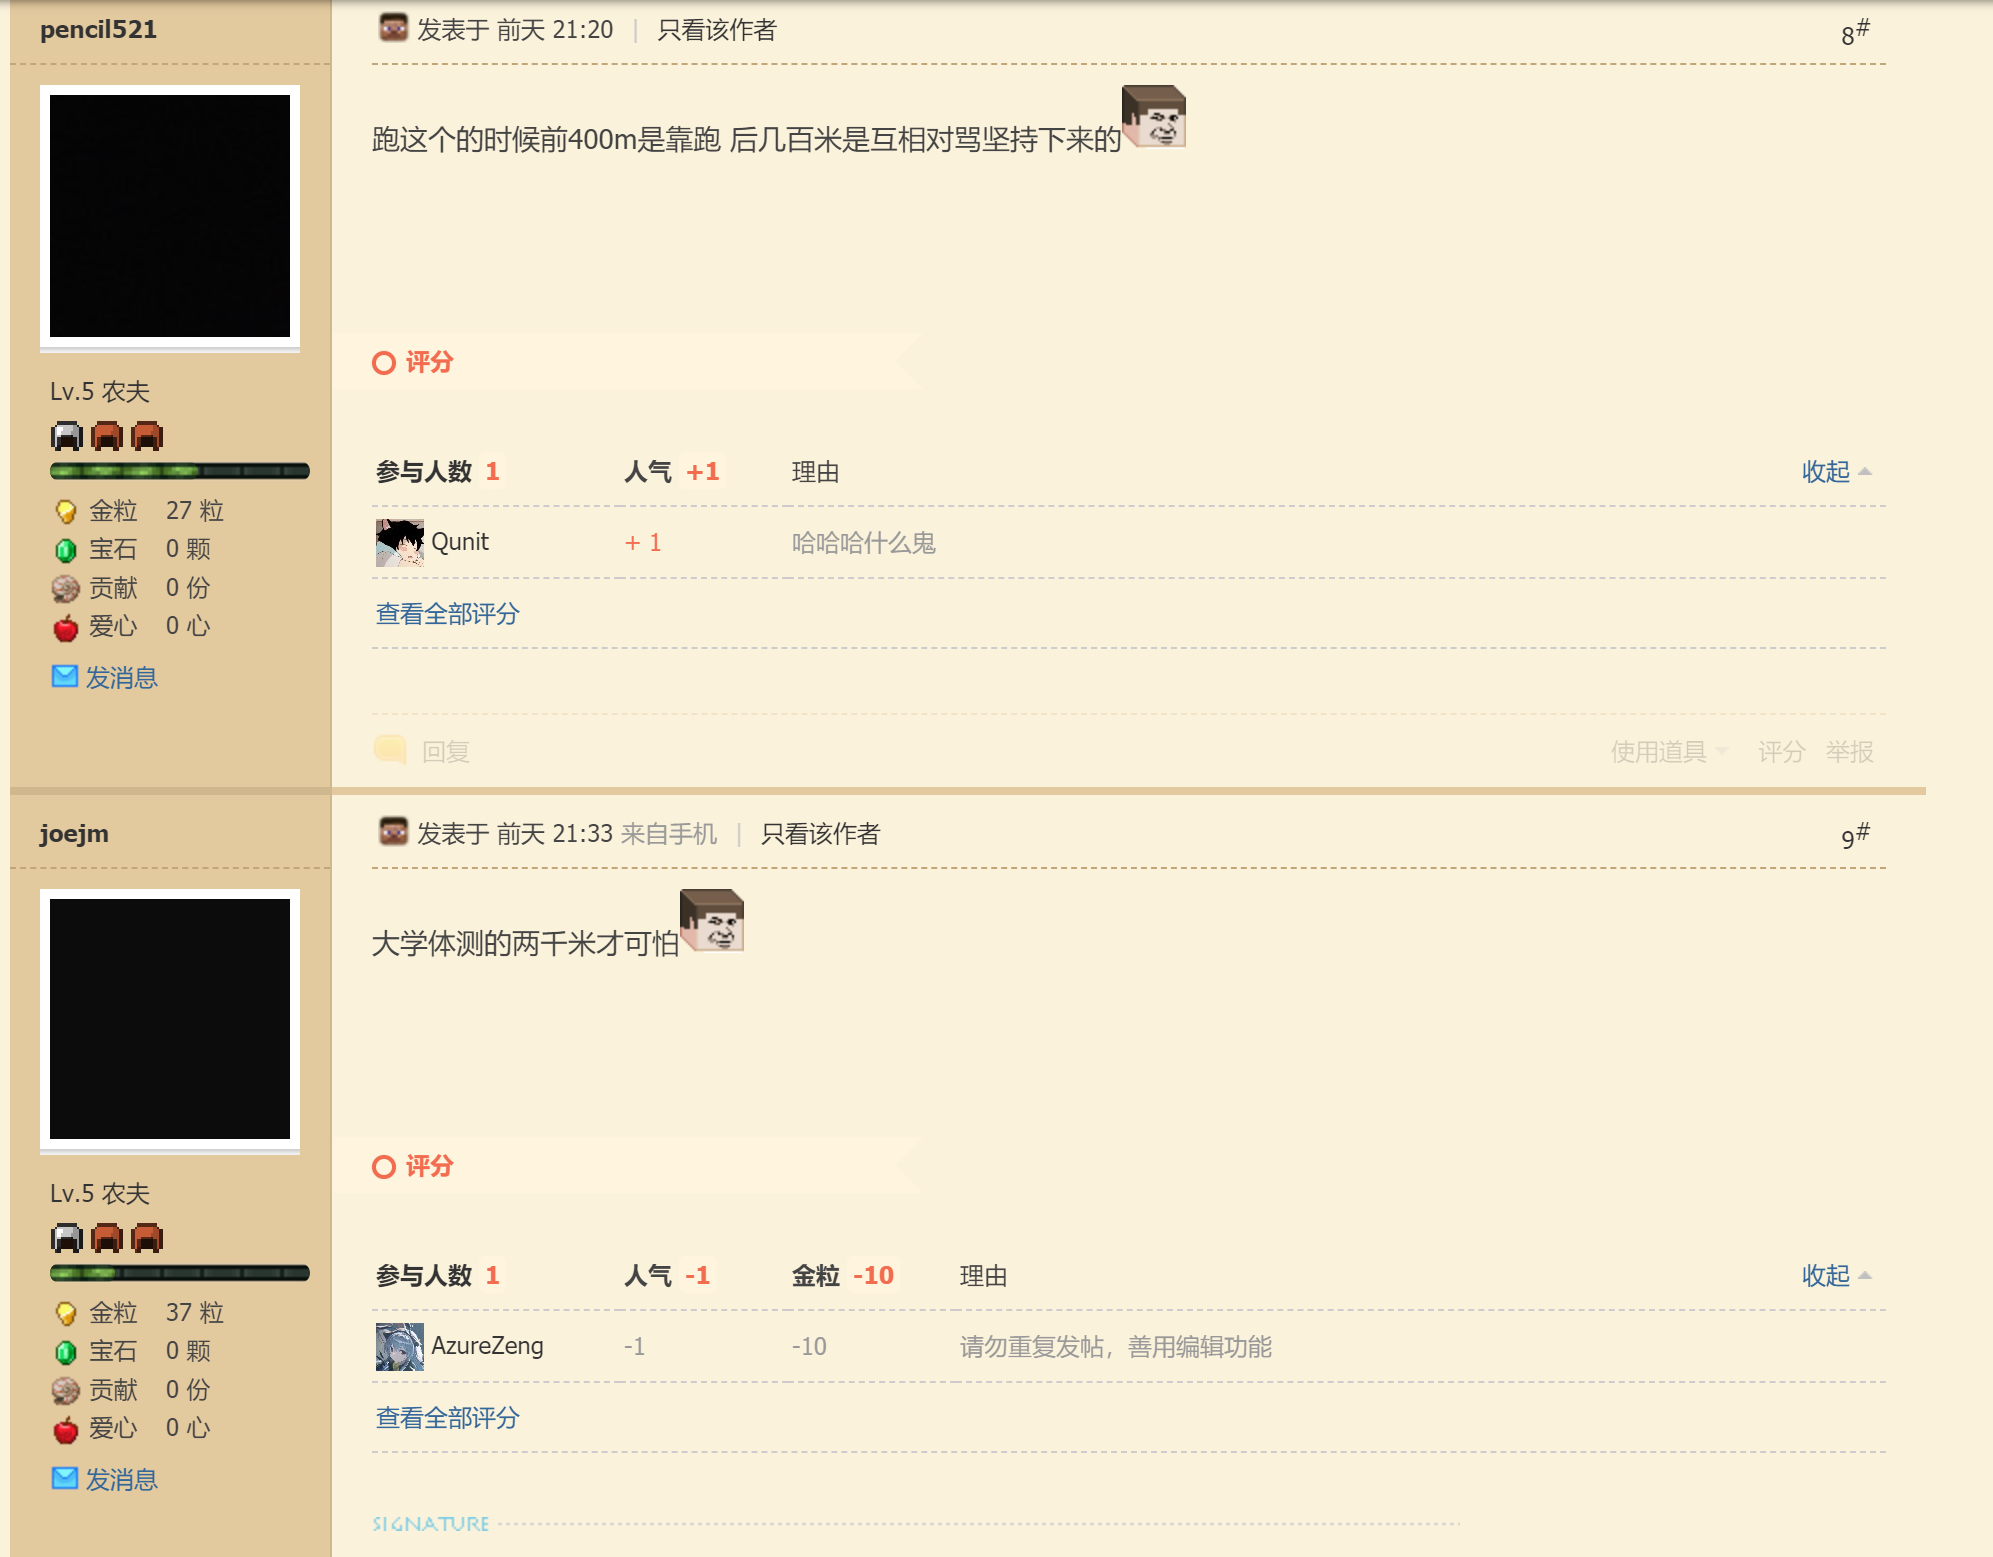 pencil521
发表于 前天 21:20 | 只看该作者
8#
跑这个的时候前400m是靠跑 后几百米是互相对骂坚持下来的
Lv.5 农夫
金粒 27 粒
宝石 0 颗
贡献 0 份
爱心 0 心
发消息
评分
参与人数 1 人气 +1 理由 收起
Qunit + 1 哈哈哈什么鬼
查看全部评分
回复 使用道具 评分 举报
joejm
发表于 前天 21:33 来自手机 | 只看该作者
9#
大学体测的两千米才可怕
Lv.5 农夫
金粒 37 粒
宝石 0 颗
贡献 0 份
爱心 0 心
发消息
评分
参与人数 1 人气 -1 金粒 -10 理由 收起
AzureZeng -1 -10 请勿重复发帖，善用编辑功能
查看全部评分
SIGNATURE